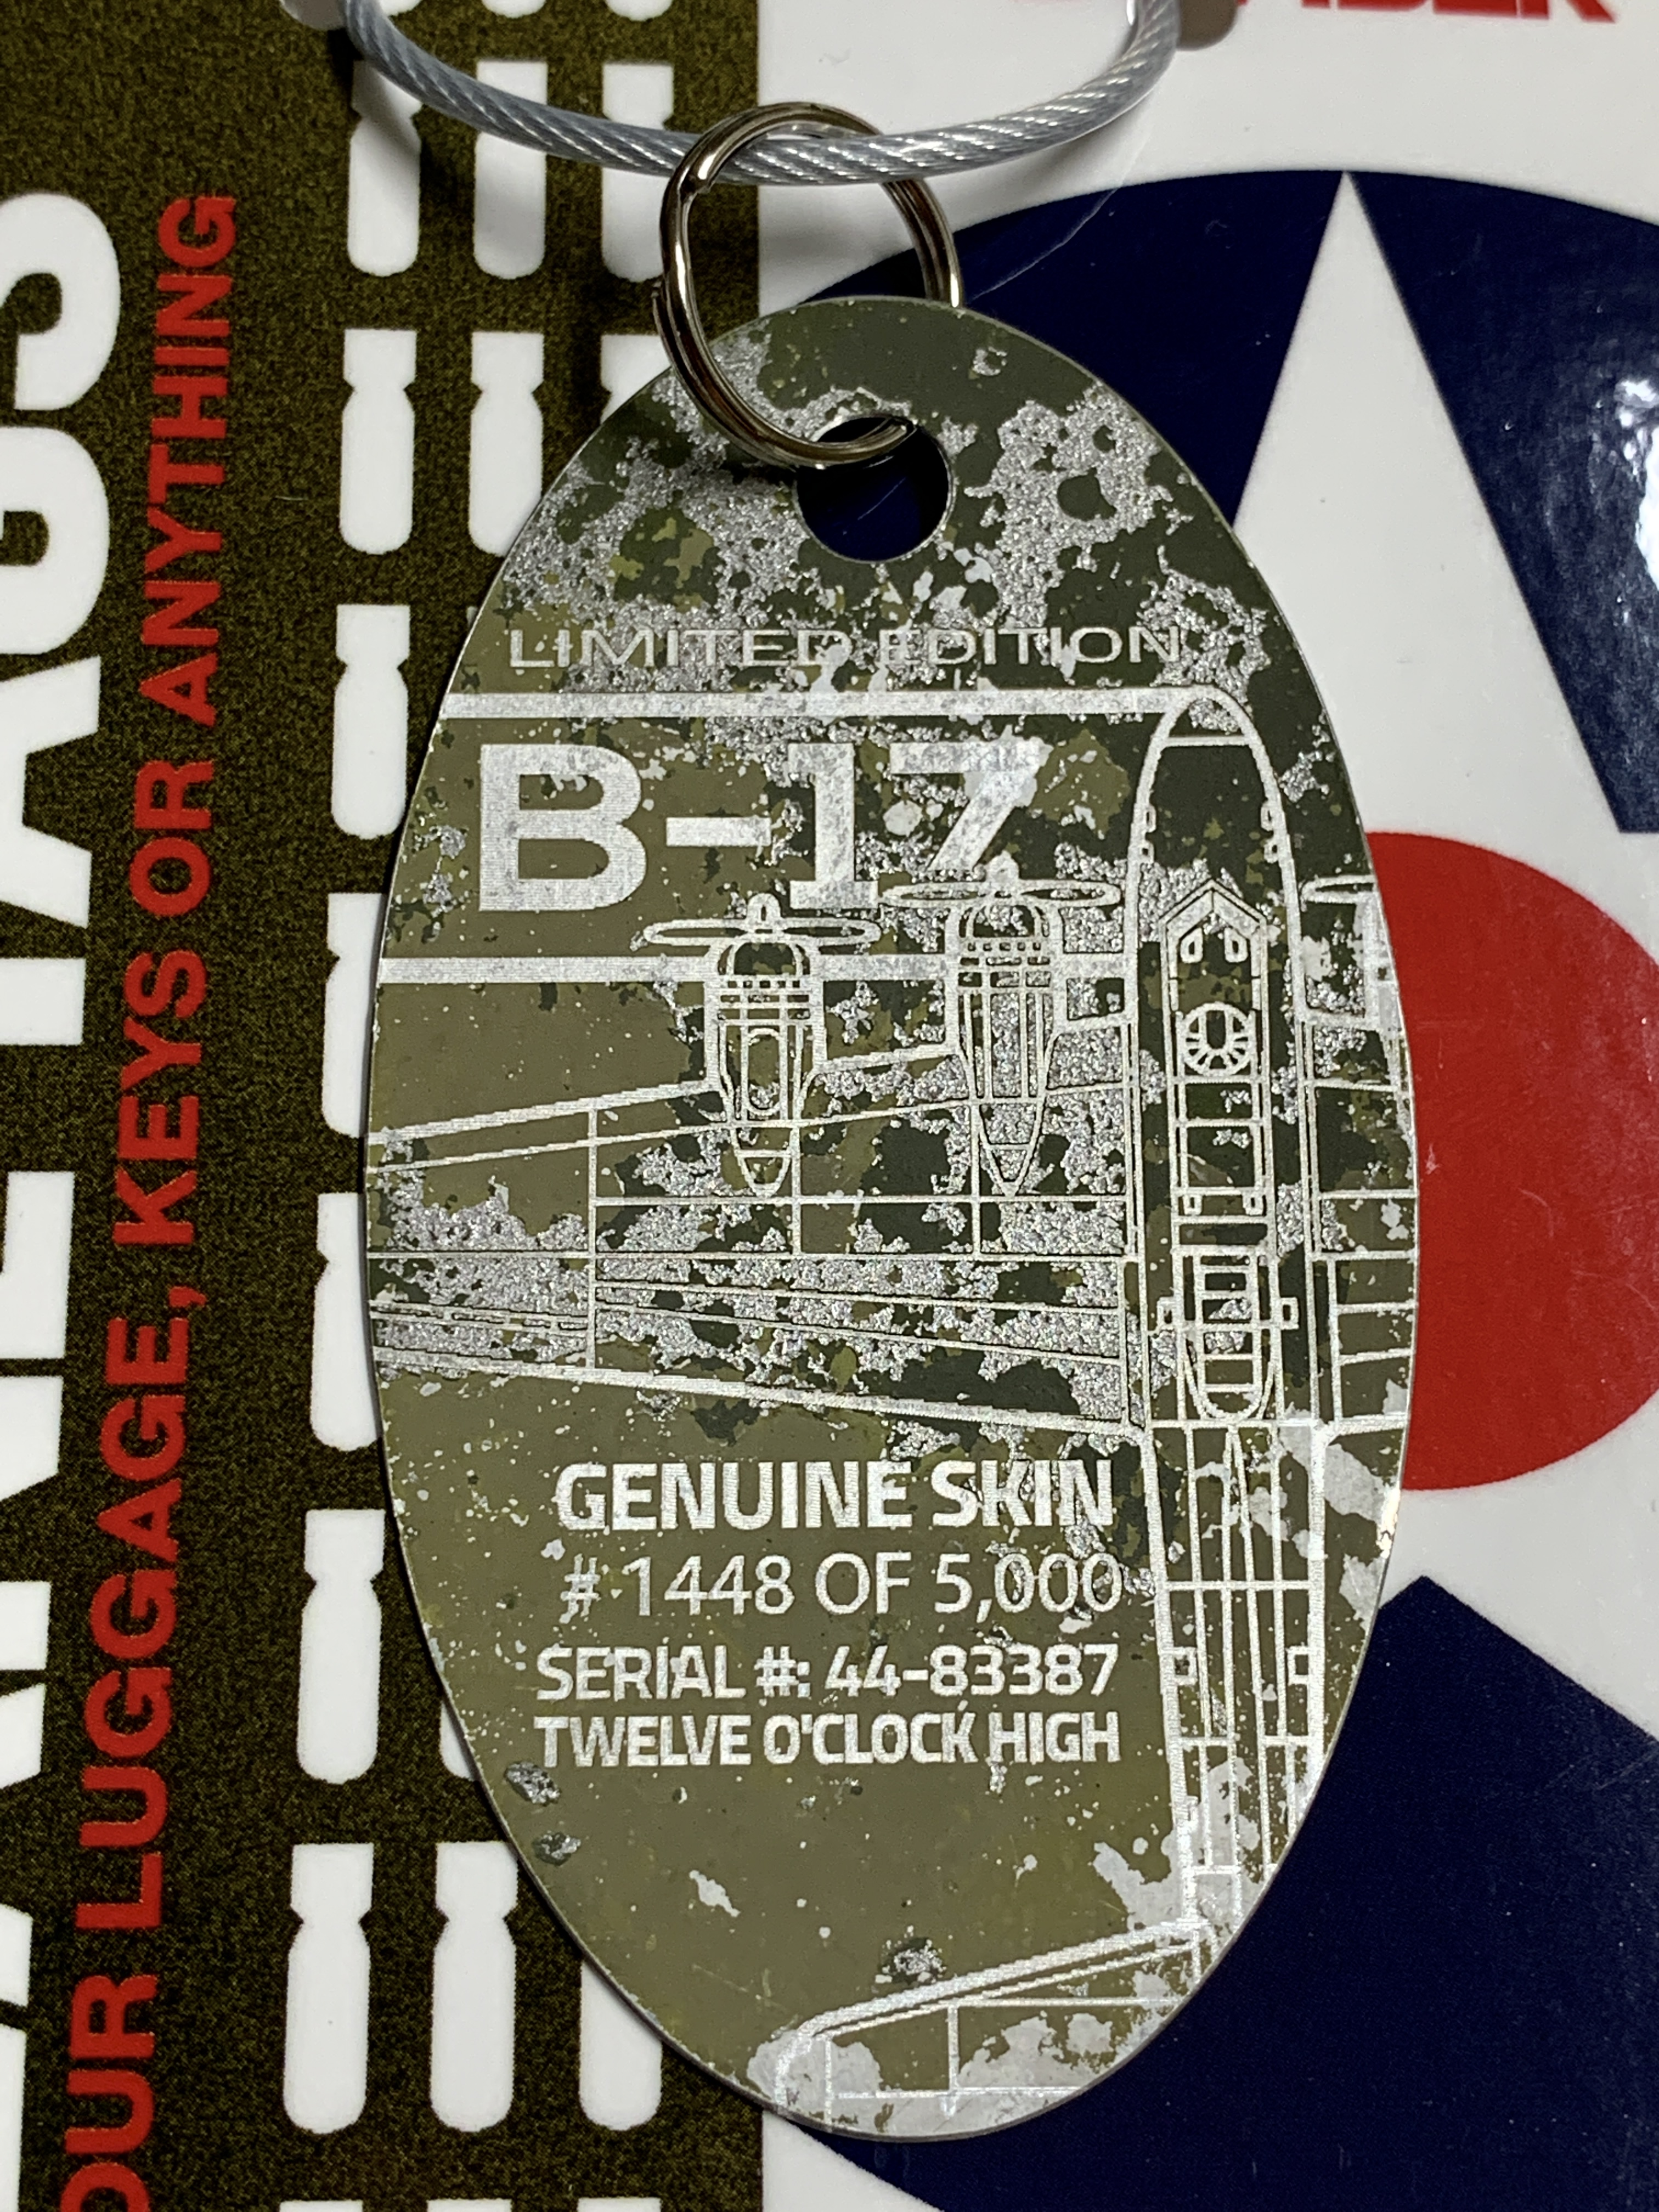 LIMITED EDITION
B-17
GENUINE SKIN
# 1448 OF 5,000
SERIAL #: 44-83387
TWELVE O'CLOCK HIGH
OUR LUGGAGE, KEYS OR ANYTHING